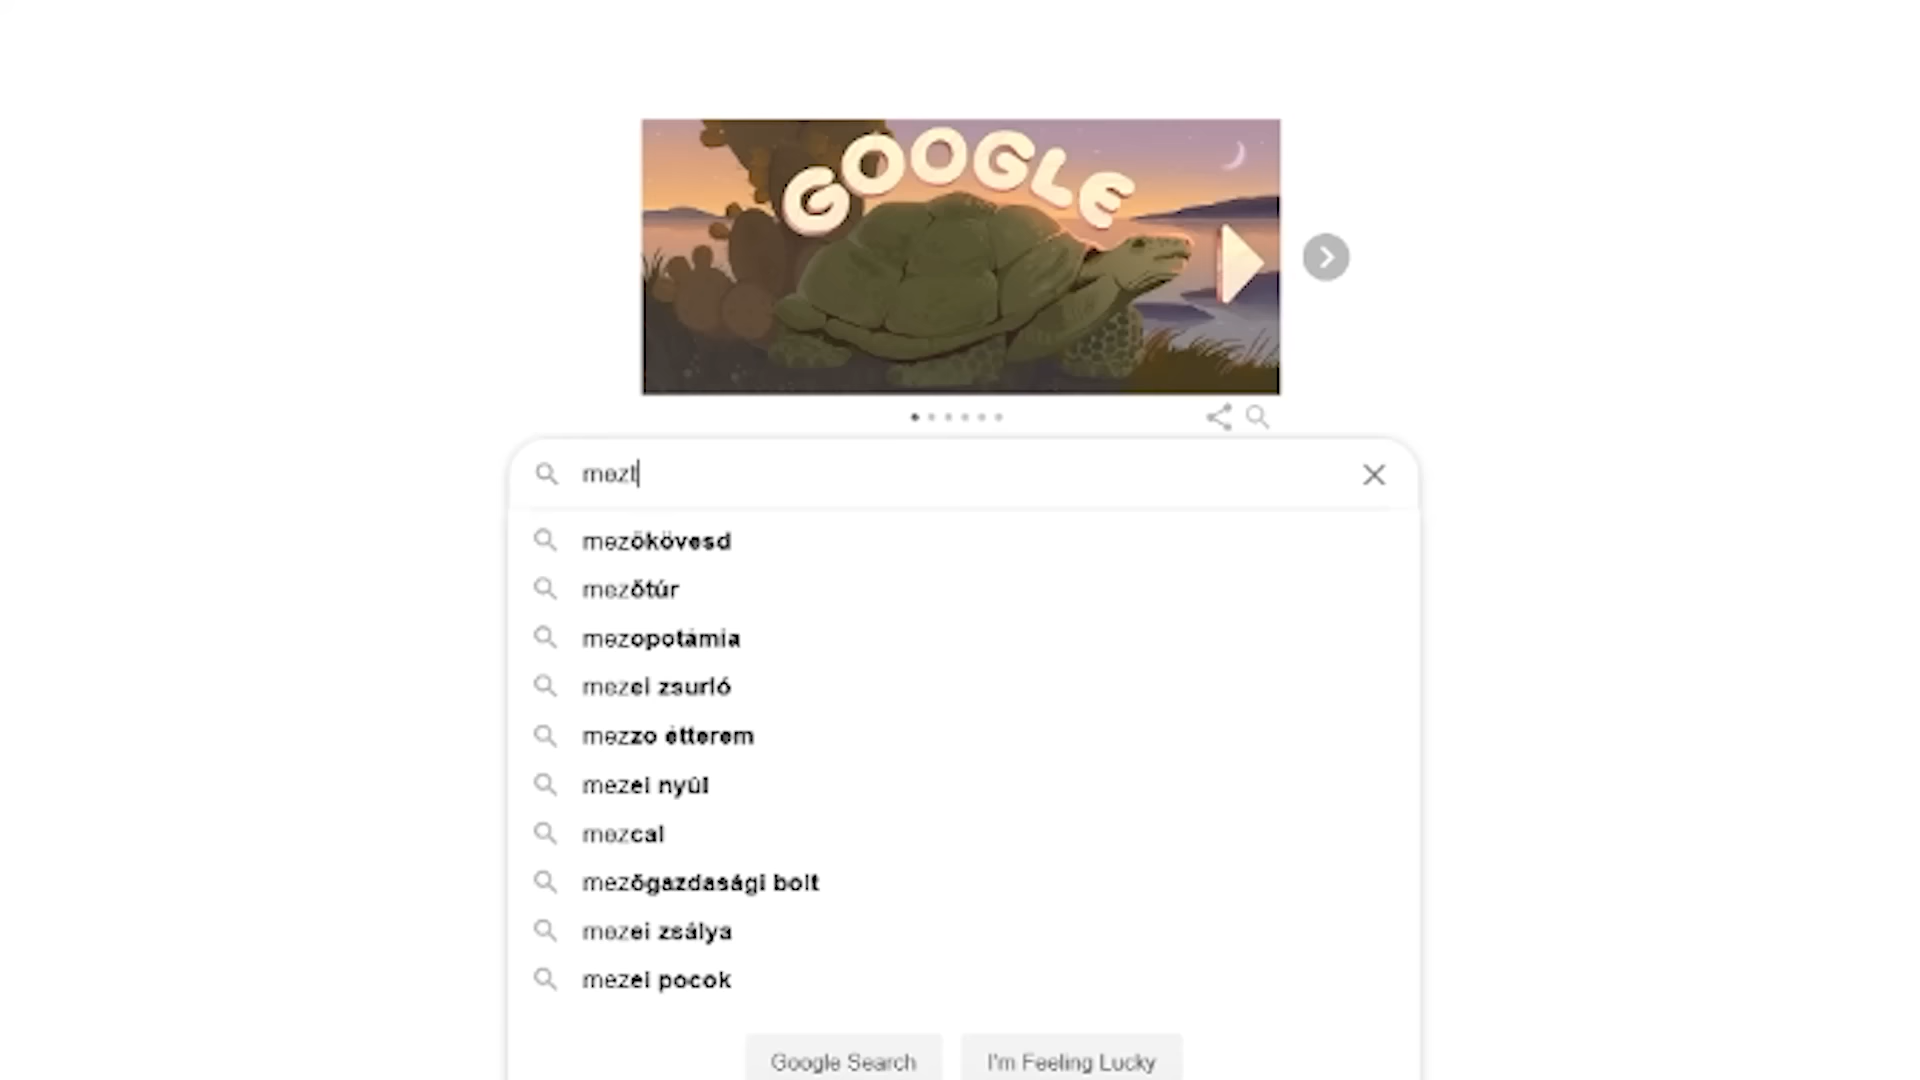 GOOGLE
mezt
mezőkövesd
mezőtúr
mezopotámia
mezei zsurló
mezzo étterem
mezei nyúl
mezcal
mezőgazdasági bolt
mezei zsálya
mezei pocok
Google Search
I'm Feeling Lucky